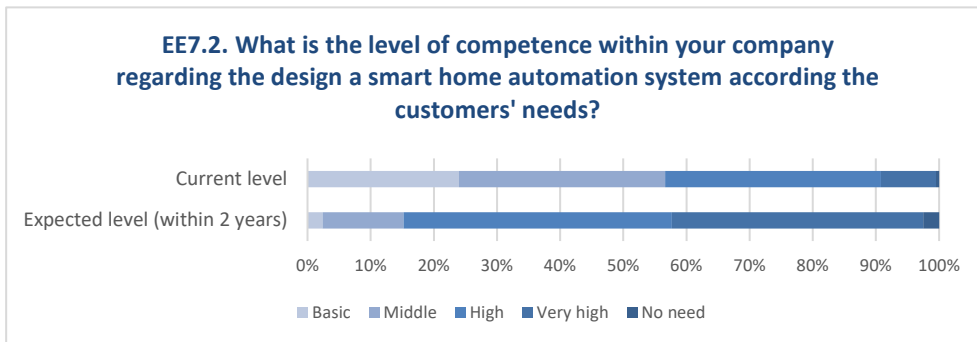 EE7.2. What is the level of competence within your company
regarding the design a smart home automation system according the
customers' needs?
Current level
Expected level (within 2 years)
0% 10% 20% 30% 40% 50% 60% 70% 80% 90% 100%
Basic Middle High Very high No need